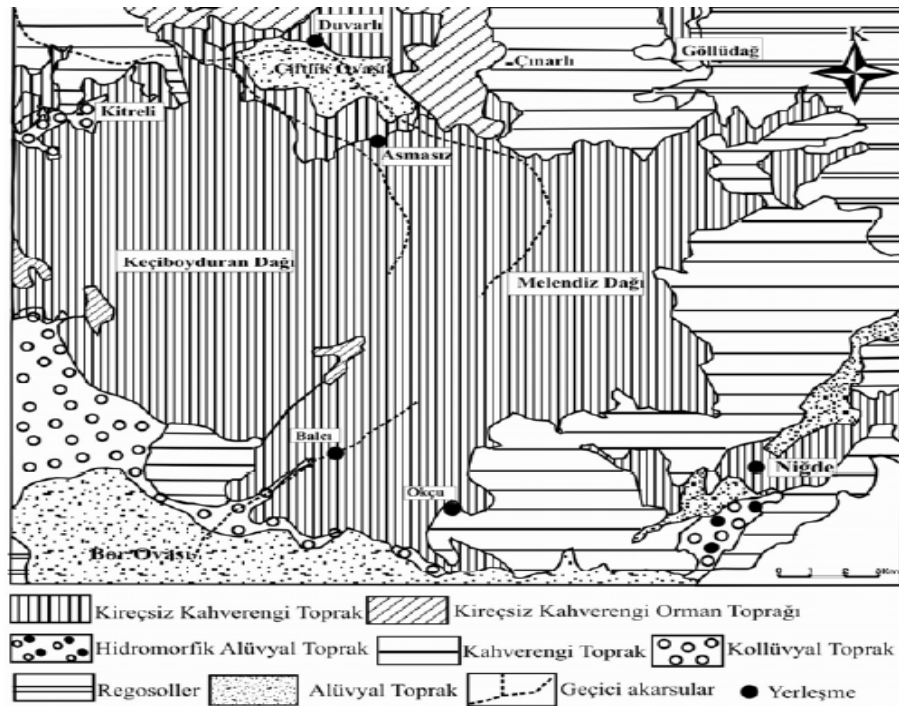 Duvarlı
K
Göllüdağ
Çınarlı
Çiftlik Ovası
Kitreli
Asmasız
Keçiboyduran Dağı
Melendiz Dağı
Balcı
Niğde
Okçu
Bor Ovası
Km
Kireçsiz Kahverengi Toprak
Kireçsiz Kahverengi Orman Toprağı
Hidromorfik Alüvyal Toprak
Kahverengi Toprak
Kollüvyal Toprak
Regosoller
Alüvyal Toprak
Geçici akarsular
Yerleşme